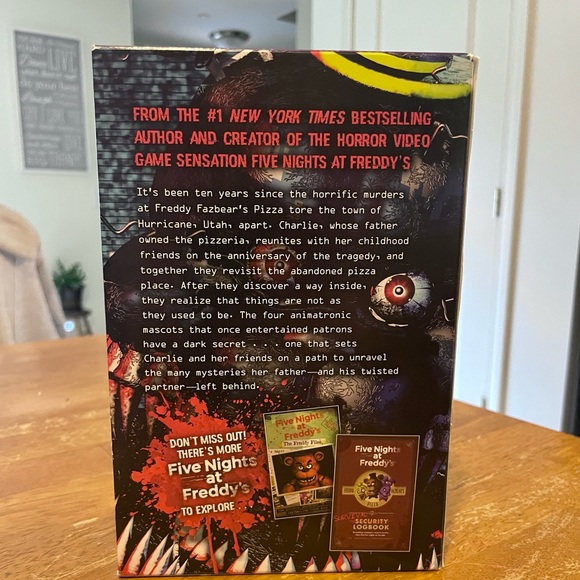 LIVE
FROM THE #1 NEW YORK TIMES BESTSELLING
AUTHOR AND CREATOR OF THE HORROR VIDEO
GAME SENSATION FIVE NIGHTS AT FREDDY'S
It's been ten years since the horrific murders
at Freddy Fazbear's Pizza tore the town of
Hurricane, Utah, apart. Charlie, whose father
owned the pizzeria, reunites with her childhood
friends on the anniversary of the tragedy, and
together they revisit the abandoned pizza
place. After they discover a way inside,
they realize that things are not as
they used to be. The four animatronic
mascots that once entertained patrons
have a dark secret . . . one that sets
Charlie and her friends on a path to unravel
the many mysteries her father—and his twisted
partner—left behind.
DON'T MISS OUT!
THERE'S MORE
Five Nights
at
Freddy's
TO EXPLORE
Five Nights
at Freddy's
The Freddy Files
Five Nights
at
Freddy's
PIZZA
SECURITY
LOGBOOK